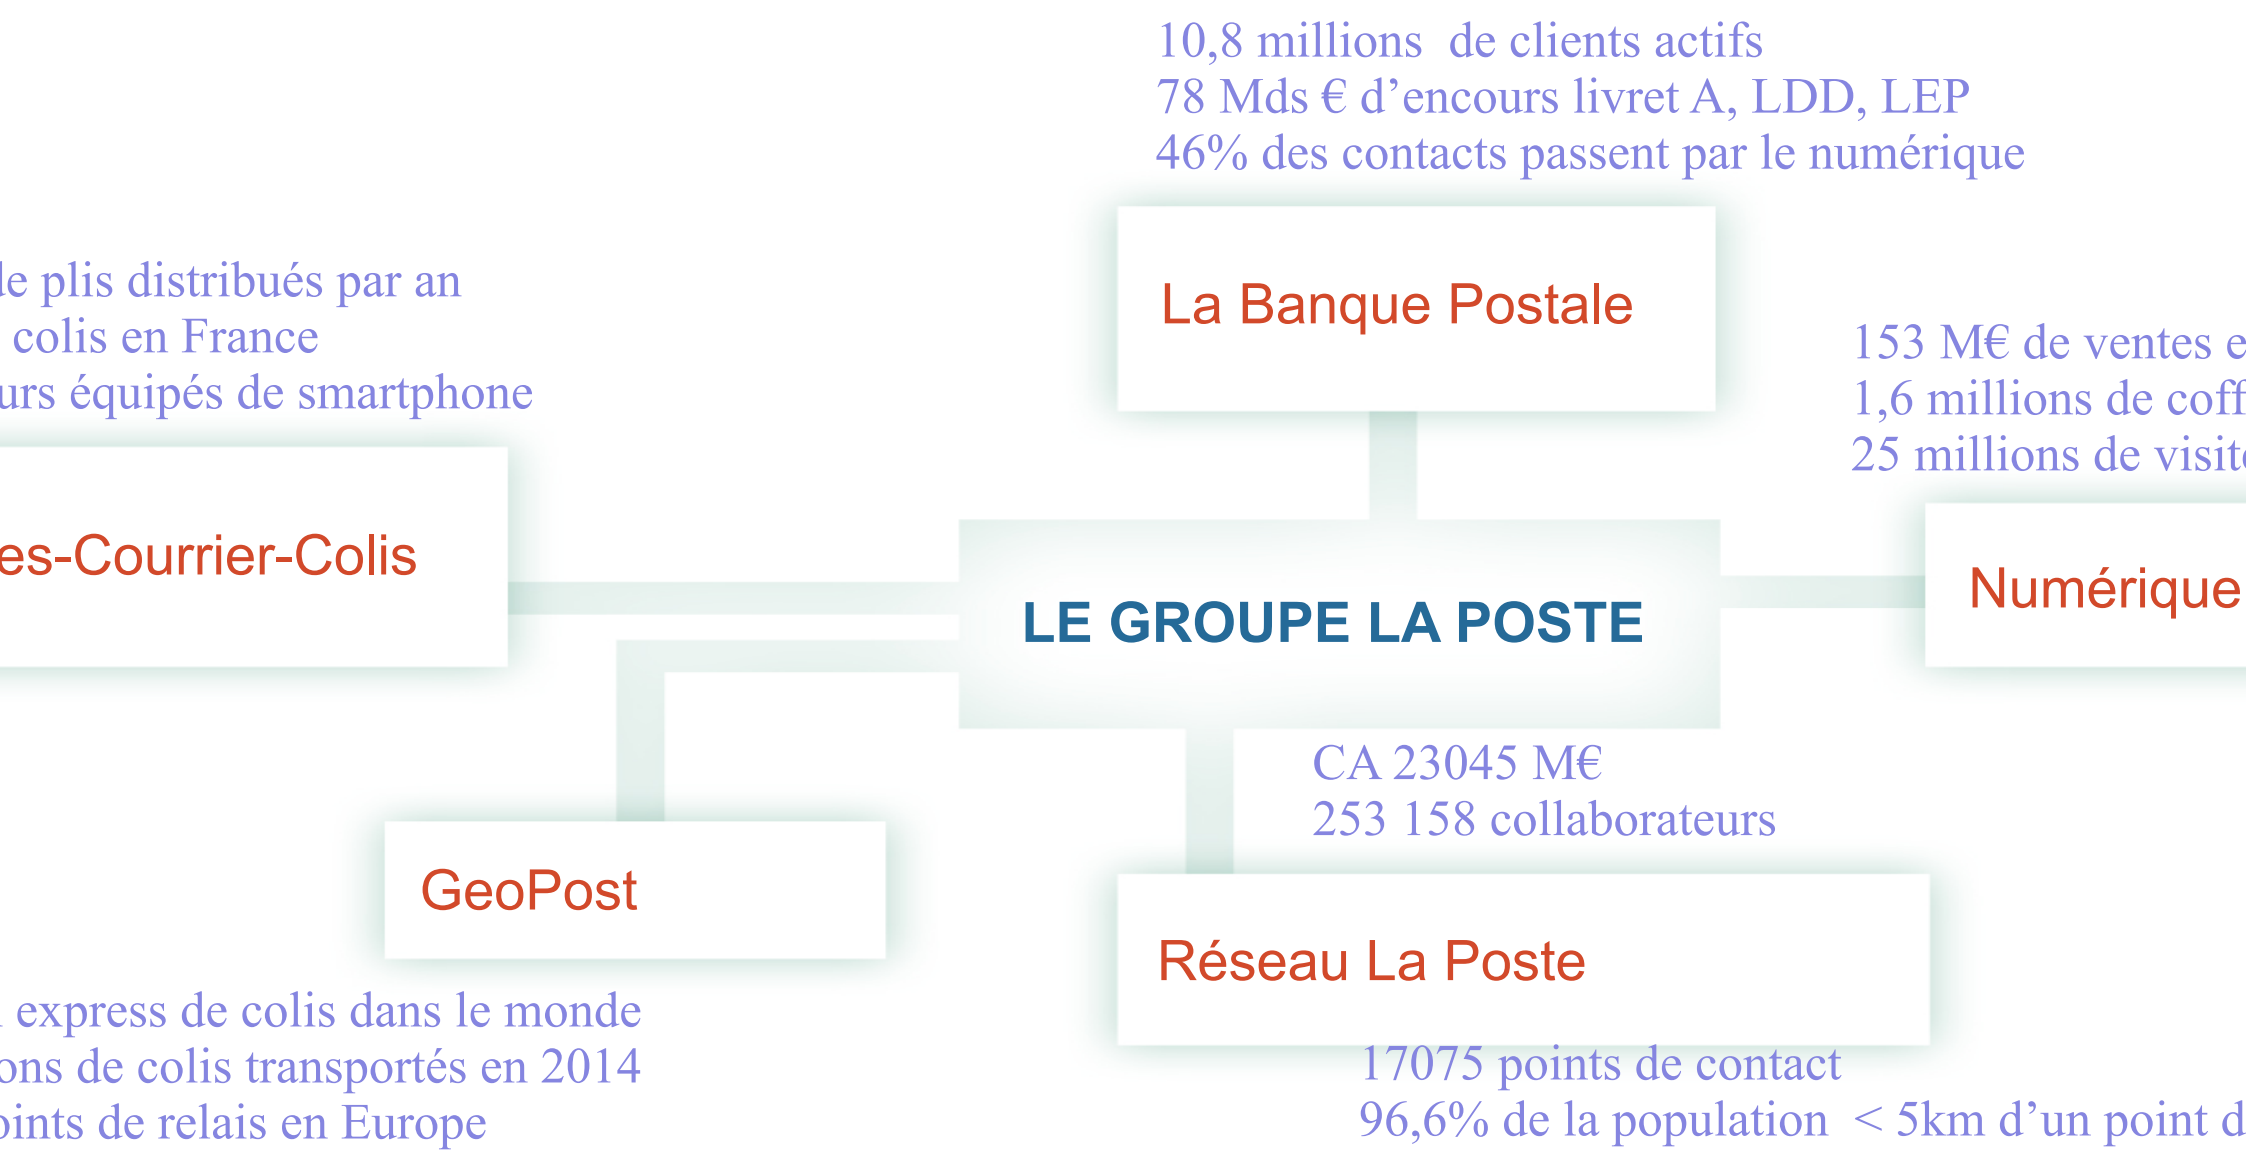 10,8 millions de clients actifs
78 Mds € d’encours livret A, LDD, LEP
46% des contacts passent par le numérique
La Banque Postale
de plis distribués par an
colis en France
équipés de smartphone
es-Courrier-Colis
153 M€ de ventes
1,6 millions de
25 millions de
Numérique
LE GROUPE LA POSTE
CA 23045 M€
253 158 collaborateurs
GeoPost
express de colis dans le monde
de colis transportés en 2014
de relais en Europe
Réseau La Poste
17075 points de contact
96,6% de la population < 5km d’un point